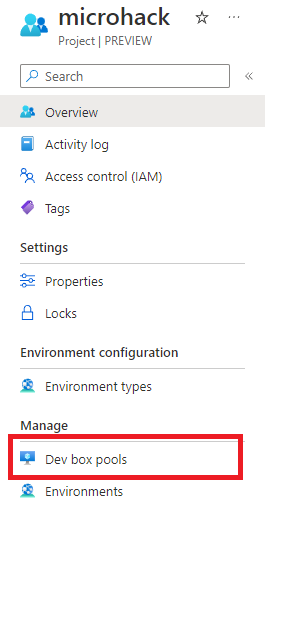 microhack
Project | PREVIEW
Search
Overview
Activity log
Access control (IAM)
Tags
Settings
Properties
Locks
Environment configuration
Environment types
Manage
Dev box pools
Environments